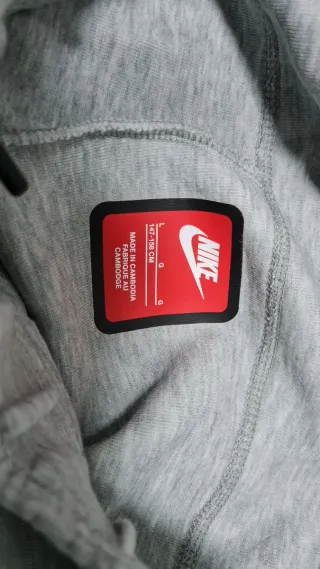 NIKE
L G G
147-158 CM
MADE IN CAMBODIA
FABRIQUÉ AU
CAMBODGE